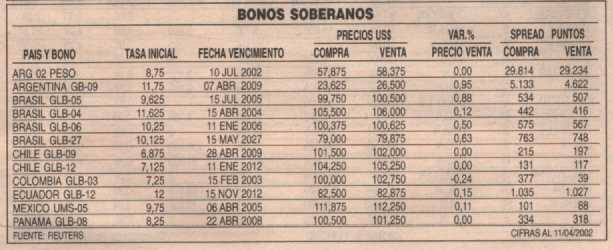 BONOS SOBERANOS
PRECIOS US$ VAR.% SPREAD PUNTOS
PAIS Y BONO TASA INICIAL FECHA VENCIMIENTO COMPRA VENTA PRECIO VENTA COMPRA VENTA
ARG 02 PESO 8,75 10 JUL 2002 57,875 58,375 0,00 29.814 29.234
ARGENTINA GB-09 11,75 07 ABR 2009 23,625 26,500 0,95 5.133 4.622
BRASIL GLB-05 9,625 15 JUL 2005 99,750 100,500 0,88 534 507
BRASIL GLB-04 11,625 15 ABR 2004 105,500 106,000 0,12 442 416
BRASIL GLB-06 10,25 11 ENE 2006 100,375 100,625 0,50 575 567
BRASIL GLB-27 10,125 15 MAY 2027 79,000 79,875 0,63 763 748
CHILE GLB-09 6,875 28 ABR 2009 101,500 102,000 0,00 215 197
CHILE GLB-12 7,125 11 ENE 2012 104,250 105,250 0,00 131 117
COLOMBIA GLB-03 7,25 15 FEB 2003 100,000 102,750 -0,24 377 39
ECUADOR GLB-12 12 15 NOV 2012 82,500 82,875 0,15 1.035 1.027
MEXICO UMS-05 9,75 06 ABR 2005 111,875 112,250 0,11 101 88
PANAMA GLB-08 8,25 22 ABR 2008 100,500 101,250 0,00 334 318
FUENTE: REUTERS CIFRAS AL 11/04/2002